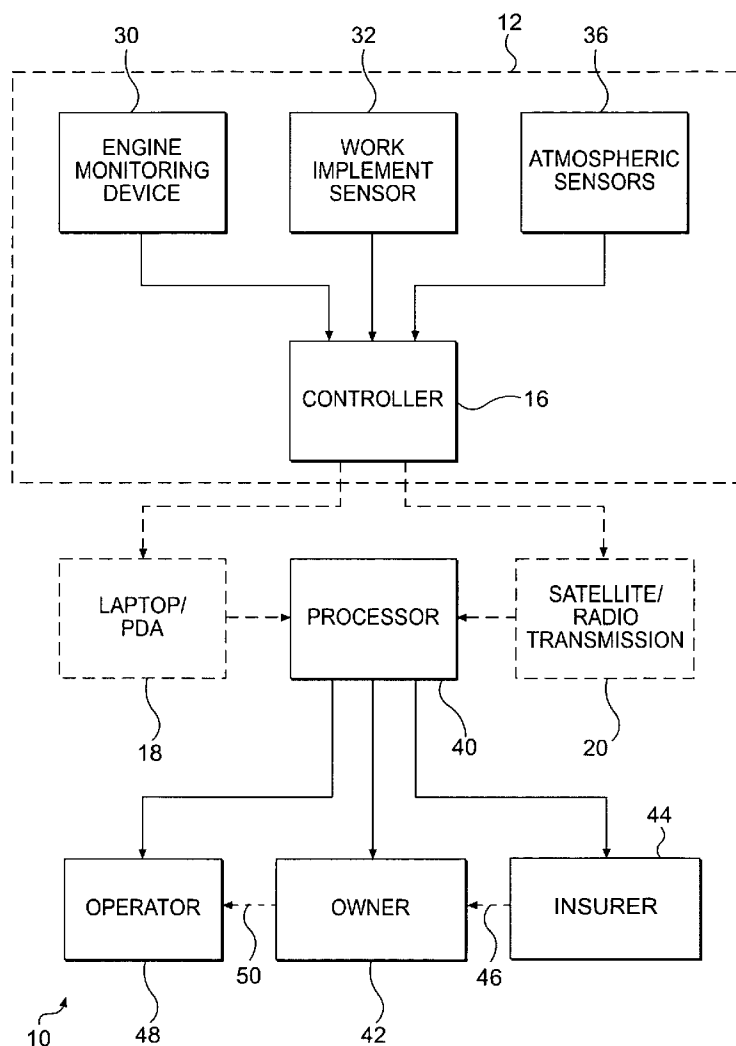 30
32
12
36
ENGINE
MONITORING
DEVICE
WORK
IMPLEMENT
SENSOR
ATMOSPHERIC
SENSORS
CONTROLLER
16
LAPTOP/
PDA
PROCESSOR
SATELLITE/
RADIO
TRANSMISSION
18
40
20
44
OPERATOR
OWNER
INSURER
50
46
10
48
42